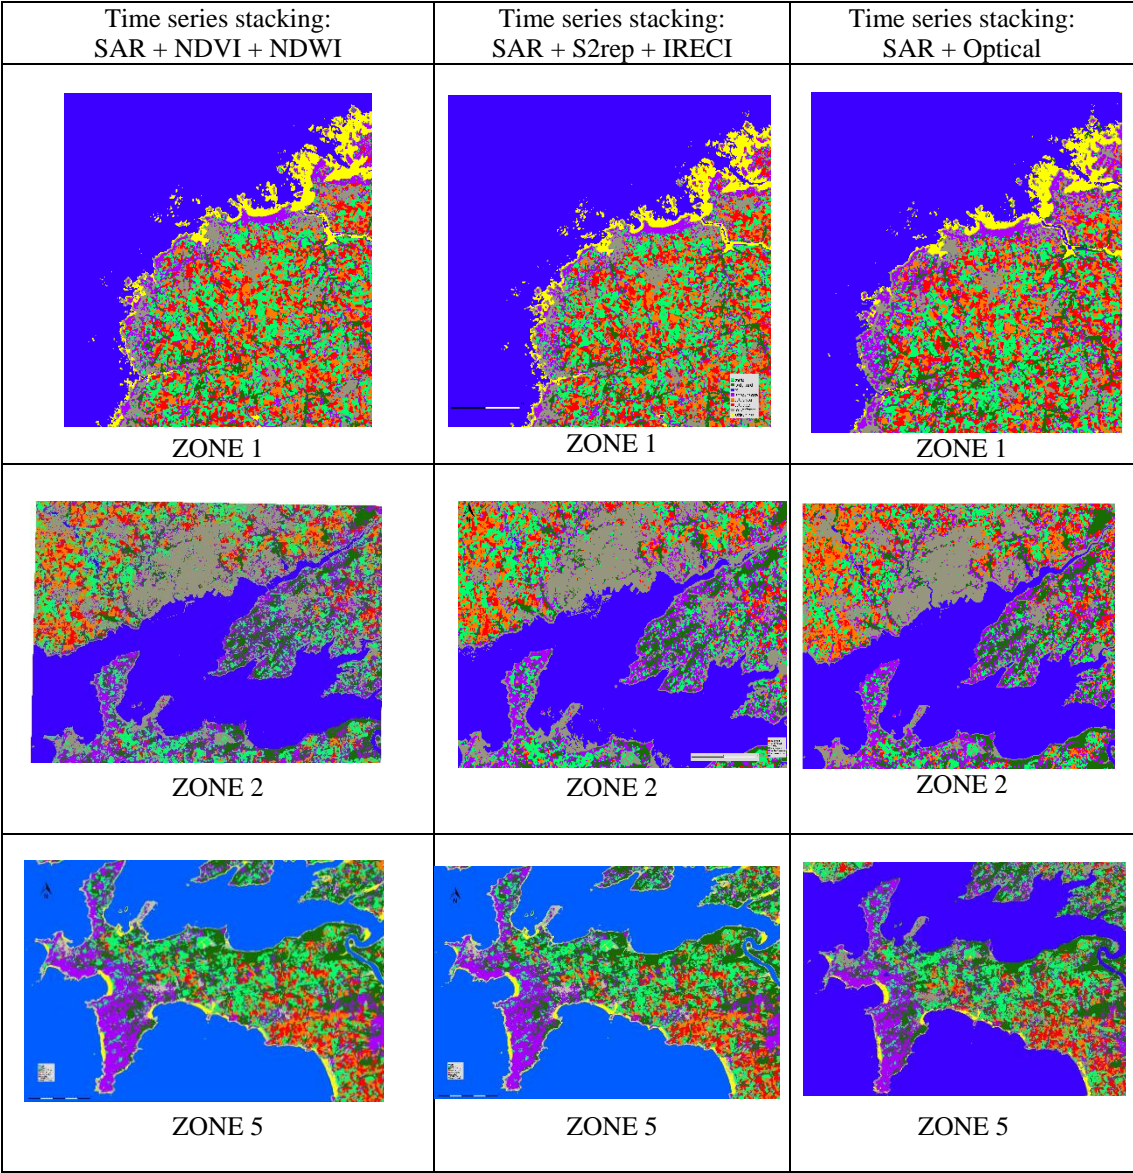 Time series stacking:
SAR + NDVI + NDWI
Time series stacking:
SAR + S2rep + IRECI
Time series stacking:
SAR + Optical
ZONE 1
ZONE 1
ZONE 1
ZONE 2
ZONE 2
ZONE 2
ZONE 5
ZONE 5
ZONE 5